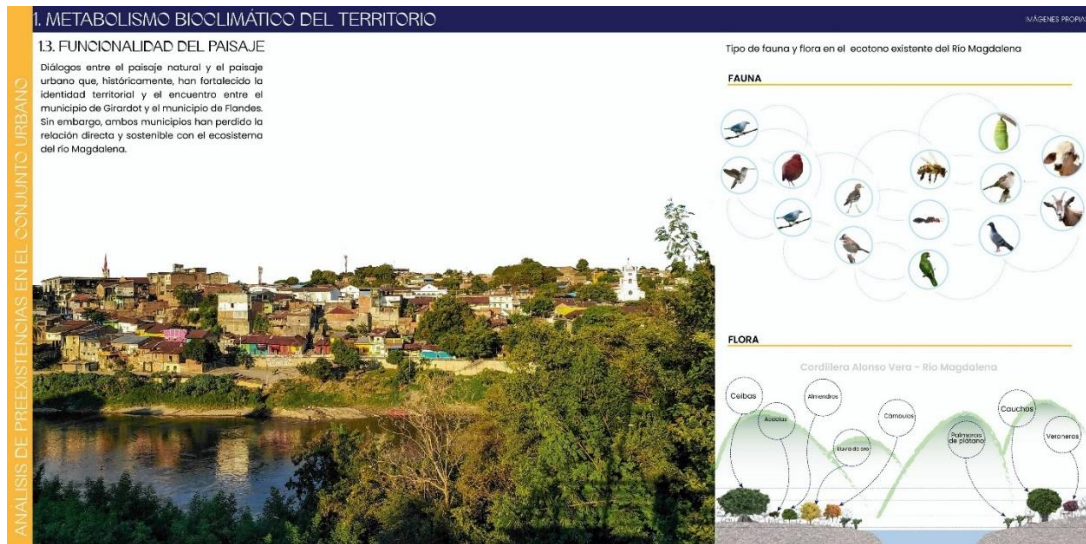 1. METABOLISMO BIOCLIMÁTICO DEL TERRITORIO
IMÁGENES PROPIAS
ANÁLISIS DE PREEXISTENCIAS EN EL CONJUNTO URBANO
1.3. FUNCIONALIDAD DEL PAISAJE
Diálogos entre el paisaje natural y el paisaje
urbano que, históricamente, han fortalecido la
identidad territorial y el encuentro entre el
municipio de Girardot y el municipio de Flandes.
Sin embargo, ambos municipios han perdido la
relación directa y sostenible con el ecosistema
del río Magdalena.
Tipo de fauna y flora en el ecotono existente del Río Magdalena
FAUNA
FLORA
Cordillera Alonso Vera - Río Magdalena
Ceibas
Acacias
Almendros
Cámbulos
Palmeras
de plátano
Cauchos
Veroneros